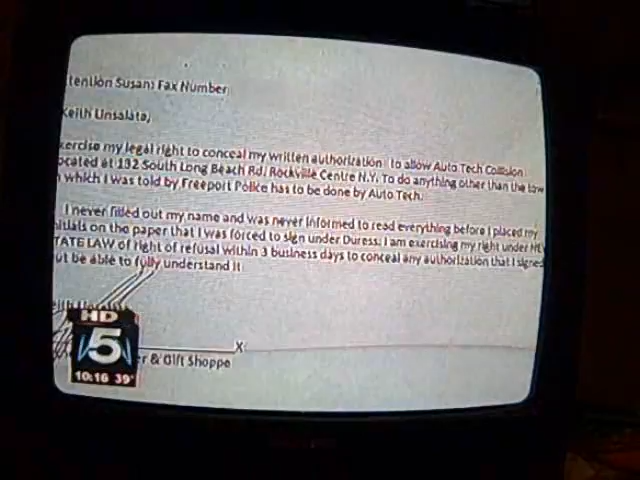 tention Susan: Fax Number
Keith Unsalata,
xercise my legal right to conceal my written authorization to allow Auto Tech Collision
ocated at 132 South Long Beach Rd. Rockville Centre N.Y. To do anything other than the tow
which I was told by Freeport Police has to be done by Auto Tech.
I never filled out my name and was never informed to read everything before I placed my
nitials on the paper that I was forced to sign under Duress. I am exercising my right under NE
TATE LAW of right of refusal within 3 business days to conceal any authorization that I signed
ut be able to fully understand it
HD
5
10:16 39°
X
r & Gift Shoppe